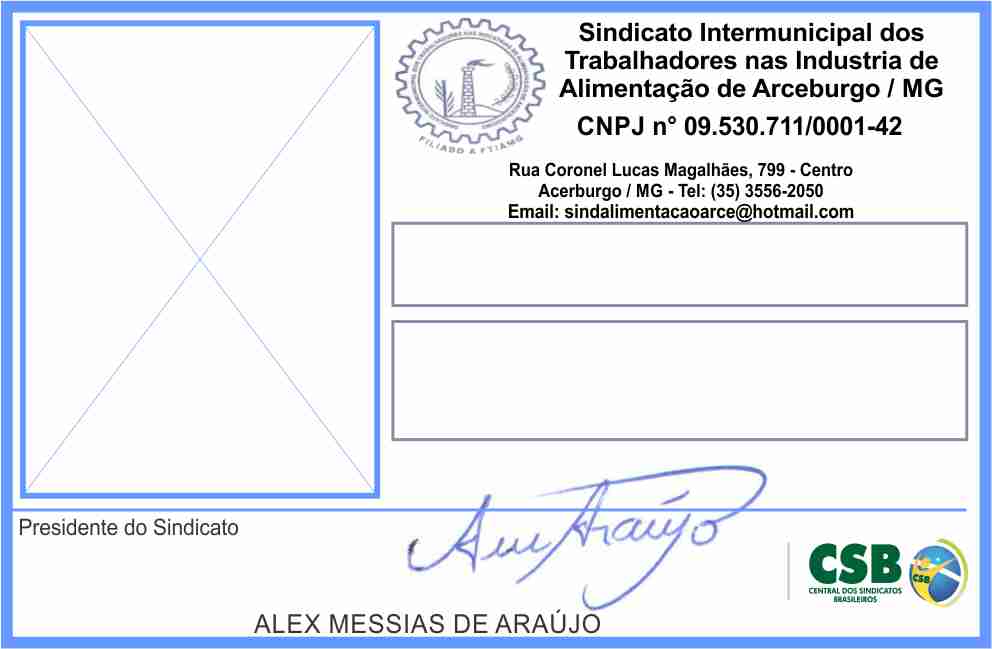 Sindicato Intermunicipal dos
Trabalhadores nas Industria de
Alimentação de Arceburgo / MG
CNPJ n° 09.530.711/0001-42
FILIADO A FTIAMG
Rua Coronel Lucas Magalhães, 799 - Centro
Acerburgo / MG - Tel: (35) 3556-2050
Email: sindalimentacaoarce@hotmail.com
Presidente do Sindicato
Araújo
CSB
CENTRAL DOS SINDICATOS
BRASILEIROS
CSB
ALEX MESSIAS DE ARAÚJO